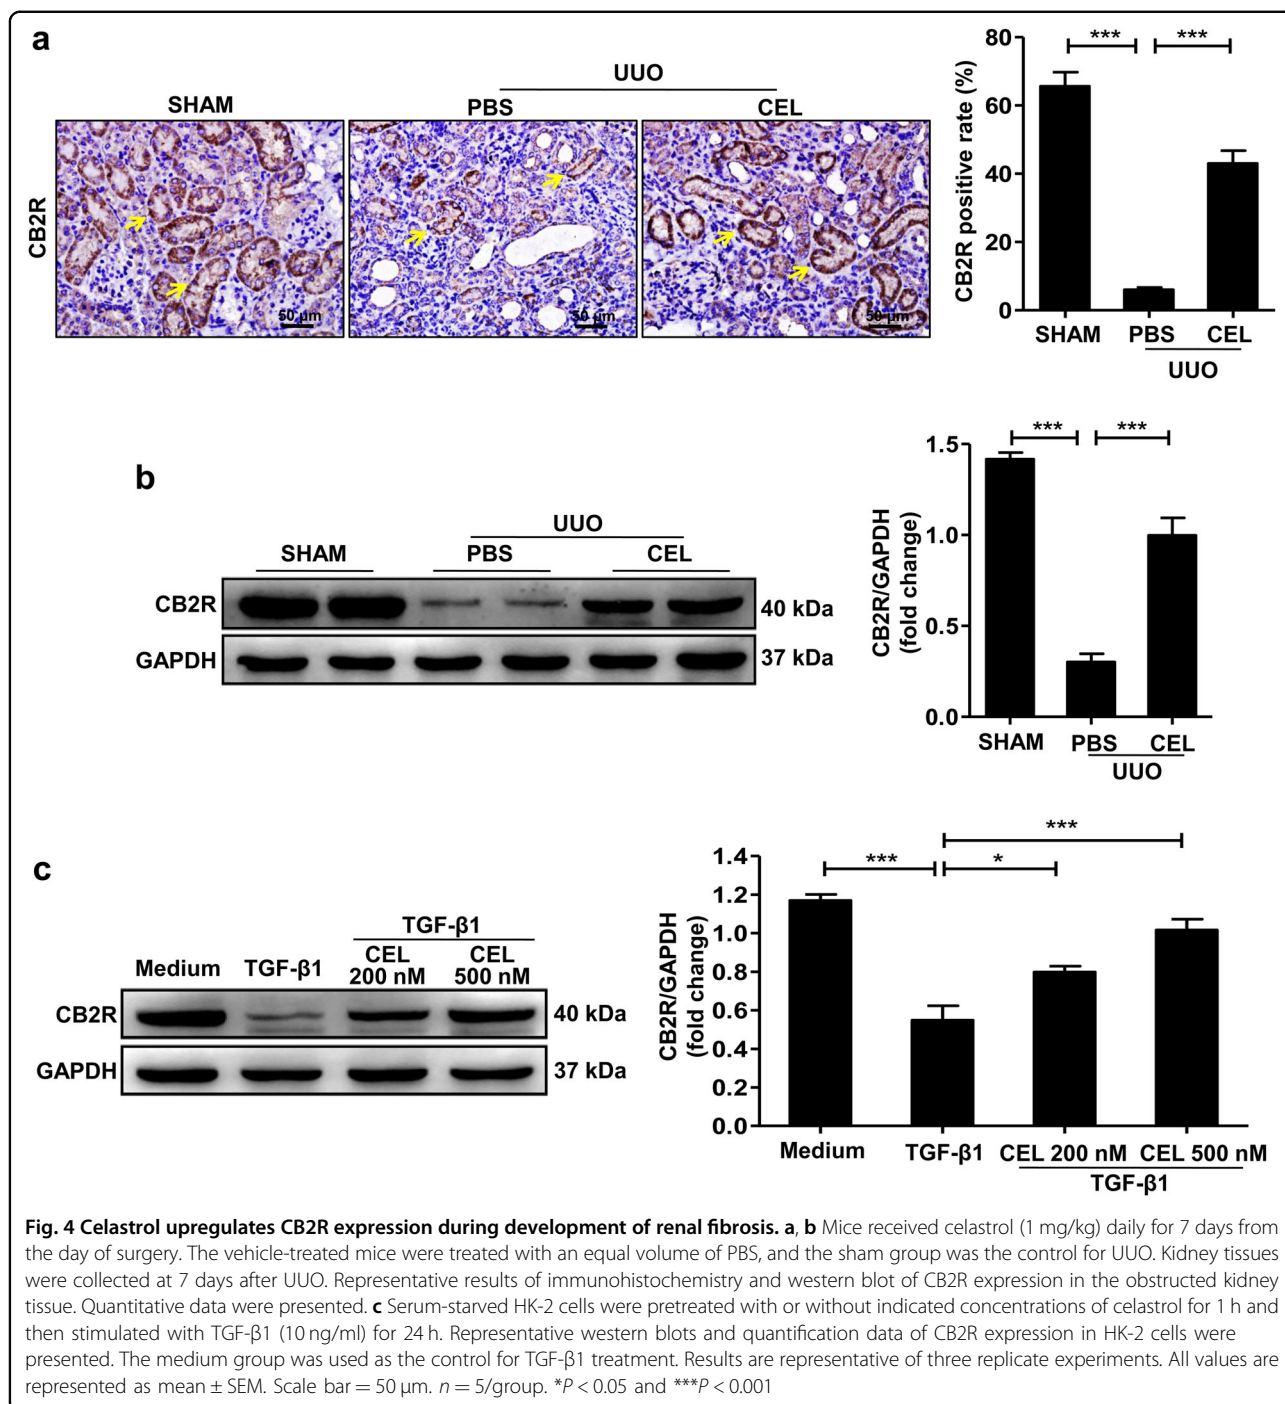 a
UUO
SHAM
PBS
CEL
CB2R
50 µm
50 µm
50 µm
CB2R positive rate (%)
80
60
40
20
0
***
***
SHAM
PBS
CEL
UUO
b
UUO
SHAM
PBS
CEL
CB2R
40 kDa
GAPDH
37 kDa
CB2R/GAPDH
(fold change)
1.5
1.0
0.5
0.0
***
***
SHAM
PBS
CEL
UUO
c
TGF-β1
Medium
TGF-β1
CEL
200 nM
CEL
500 nM
CB2R
40 kDa
GAPDH
37 kDa
CB2R/GAPDH
(fold change)
1.4
1.2
1.0
0.8
0.6
0.4
0.2
0.0
***
*
***
Medium
TGF-β1
CEL 200 nM
CEL 500 nM
TGF-β1
Fig. 4 Celastrol upregulates CB2R expression during development of renal fibrosis. a, b Mice received celastrol (1 mg/kg) daily for 7 days from
the day of surgery. The vehicle-treated mice were treated with an equal volume of PBS, and the sham group was the control for UUO. Kidney tissues
were collected at 7 days after UUO. Representative results of immunohistochemistry and western blot of CB2R expression in the obstructed kidney
tissue. Quantitative data were presented. c Serum-starved HK-2 cells were pretreated with or without indicated concentrations of celastrol for 1 h and
then stimulated with TGF-β1 (10 ng/ml) for 24 h. Representative western blots and quantification data of CB2R expression in HK-2 cells were
presented. The medium group was used as the control for TGF-β1 treatment. Results are representative of three replicate experiments. All values are
represented as mean ± SEM. Scale bar = 50 µm. n = 5/group. *P < 0.05 and ***P < 0.001